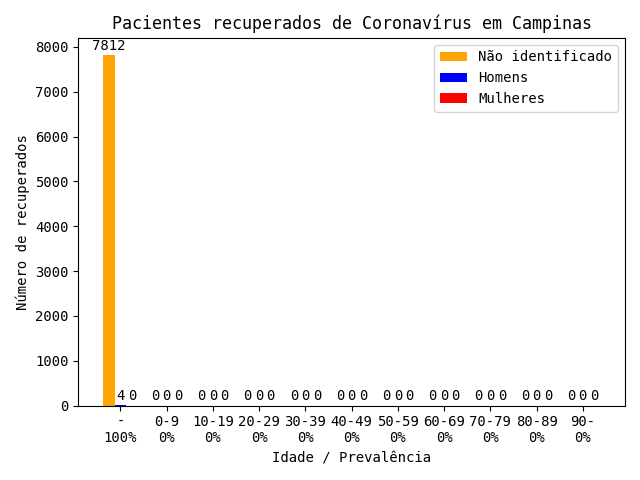 Pacientes recuperados de Coronavírus em Campinas
Número de recuperados
8000
7000
6000
5000
4000
3000
2000
1000
0
Não identificado
Homens
Mulheres
7812 4 0 0 0 0 0 0 0 0 0 0 0 0 0 0 0 0 0 0 0 0 0 0 0 0 0 0 0 0 0 0 0
- 0-9 10-19 20-29 30-39 40-49 50-59 60-69 70-79 80-89 90-
100% 0% 0% 0% 0% 0% 0% 0% 0% 0% 0%
Idade / Prevalência